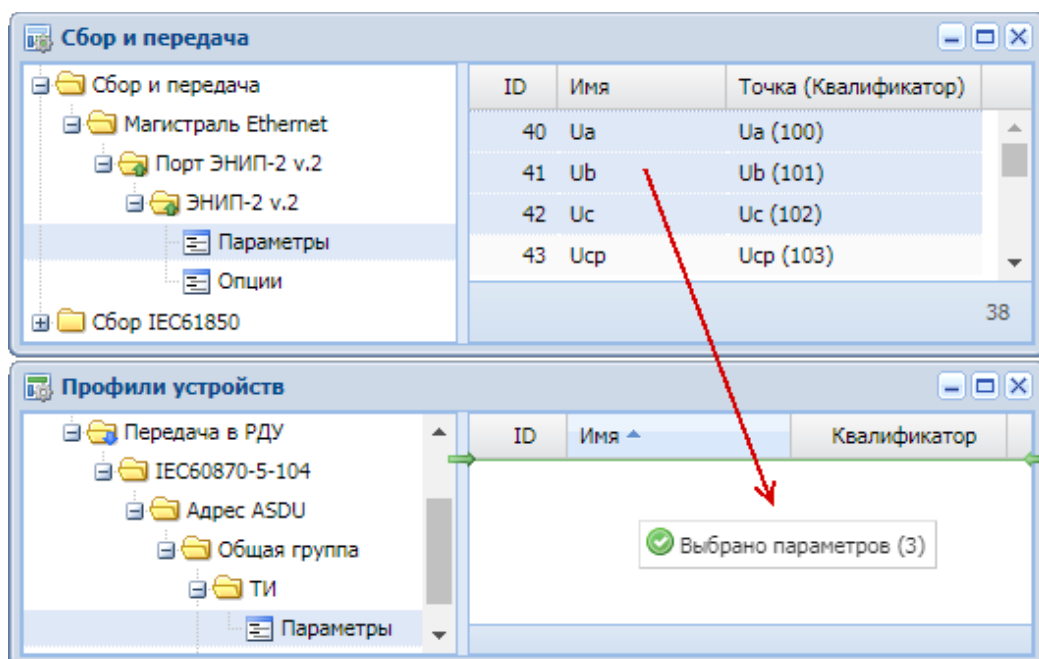 Сбор и передача
Сбор и передача
Магистраль Ethernet
Порт ЭНИП-2 v.2
ЭНИП-2 v.2
Параметры
Опции
Сбор IEC61850
ID Имя Точка (Квалификатор)
40 Ua Ua (100)
41 Ub Ub (101)
42 Uc Uc (102)
43 Ucp Ucp (103)
38
Профили устройств
Передача в РДУ
IEC60870-5-104
Адрес ASDU
Общая группа
ТИ
Параметры
ID Имя Квалификатор
Выбрано параметров (3)